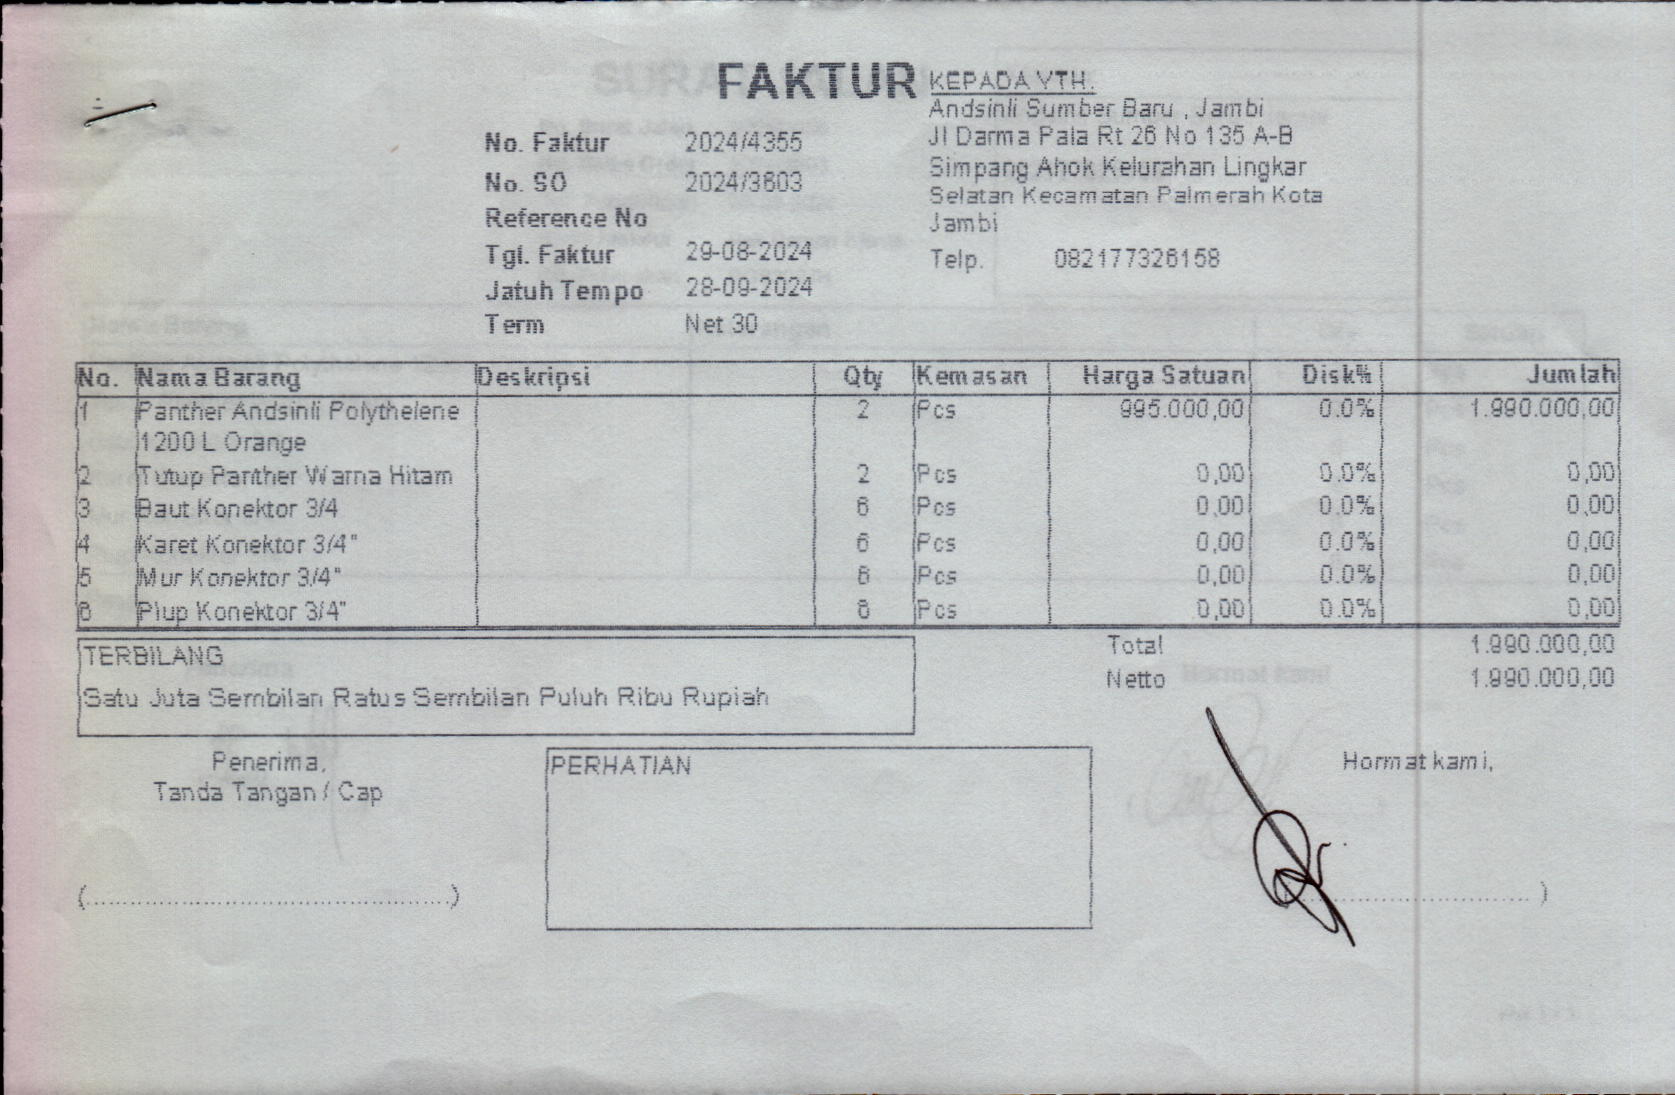 FAKTUR
No. Faktur 2024/4355
No. SO 2024/3603
Reference No
Tgl. Faktur 29-08-2024
Jatuh Tempo 28-09-2024
Term Net 30
KEPADA YTH.
Andsinli Sumber Baru , Jambi
Jl Darma Pala Rt 26 No 135 A-B
Simpang Ahok Kelurahan Lingkar
Selatan Kecamatan Palmerah Kota
Jambi
Telp. 082177326158
No. Nama Barang Deskripsi Qty Kemasan Harga Satuan Disk% Jumlah
1 Panther Andsinli Polythelene 2 Pcs 995.000,00 0.0% 1.990.000,00
1200 L Orange
2 Tutup Panther Warna Hitam 2 Pcs 0,00 0.0% 0,00
3 Baut Konektor 3/4 6 Pcs 0,00 0.0% 0,00
4 Karet Konektor 3/4" 6 Pcs 0,00 0.0% 0,00
5 Mur Konektor 3/4" 6 Pcs 0,00 0.0% 0,00
6 Plup Konektor 3/4" 6 Pcs 0,00 0.0% 0,00
TERBILANG
Satu Juta Sembilan Ratus Sembilan Puluh Ribu Rupiah
Total 1.990.000,00
Netto 1.990.000,00
Penerima,
Tanda Tangan / Cap
(.............................................)
PERHATIAN
Hormat kami,